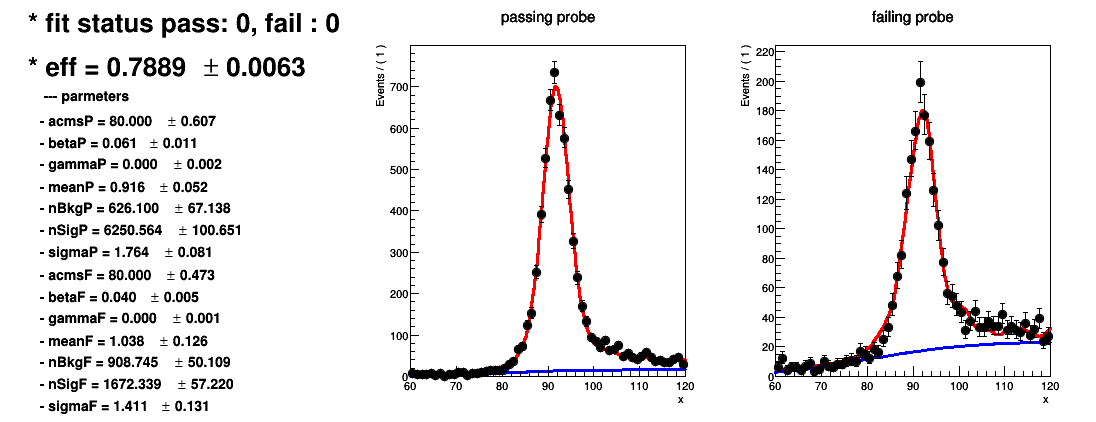 * fit status pass: 0, fail : 0
* eff = 0.7889 ± 0.0063
--- parmeters
- acmsP = 80.000 ± 0.607
- betaP = 0.061 ± 0.011
- gammaP = 0.000 ± 0.002
- meanP = 0.916 ± 0.052
- nBkgP = 626.100 ± 67.138
- nSigP = 6250.564 ± 100.651
- sigmaP = 1.764 ± 0.081
- acmsF = 80.000 ± 0.473
- betaF = 0.040 ± 0.005
- gammaF = 0.000 ± 0.001
- meanF = 1.038 ± 0.126
- nBkgF = 908.745 ± 50.109
- nSigF = 1672.339 ± 57.220
- sigmaF = 1.411 ± 0.131
passing probe
Events / ( 1 )
700
600
500
400
300
200
100
0
60 70 80 90 100 110 120
x
failing probe
Events / ( 1 )
220
200
180
160
140
120
100
80
60
40
20
0
60 70 80 90 100 110 120
x